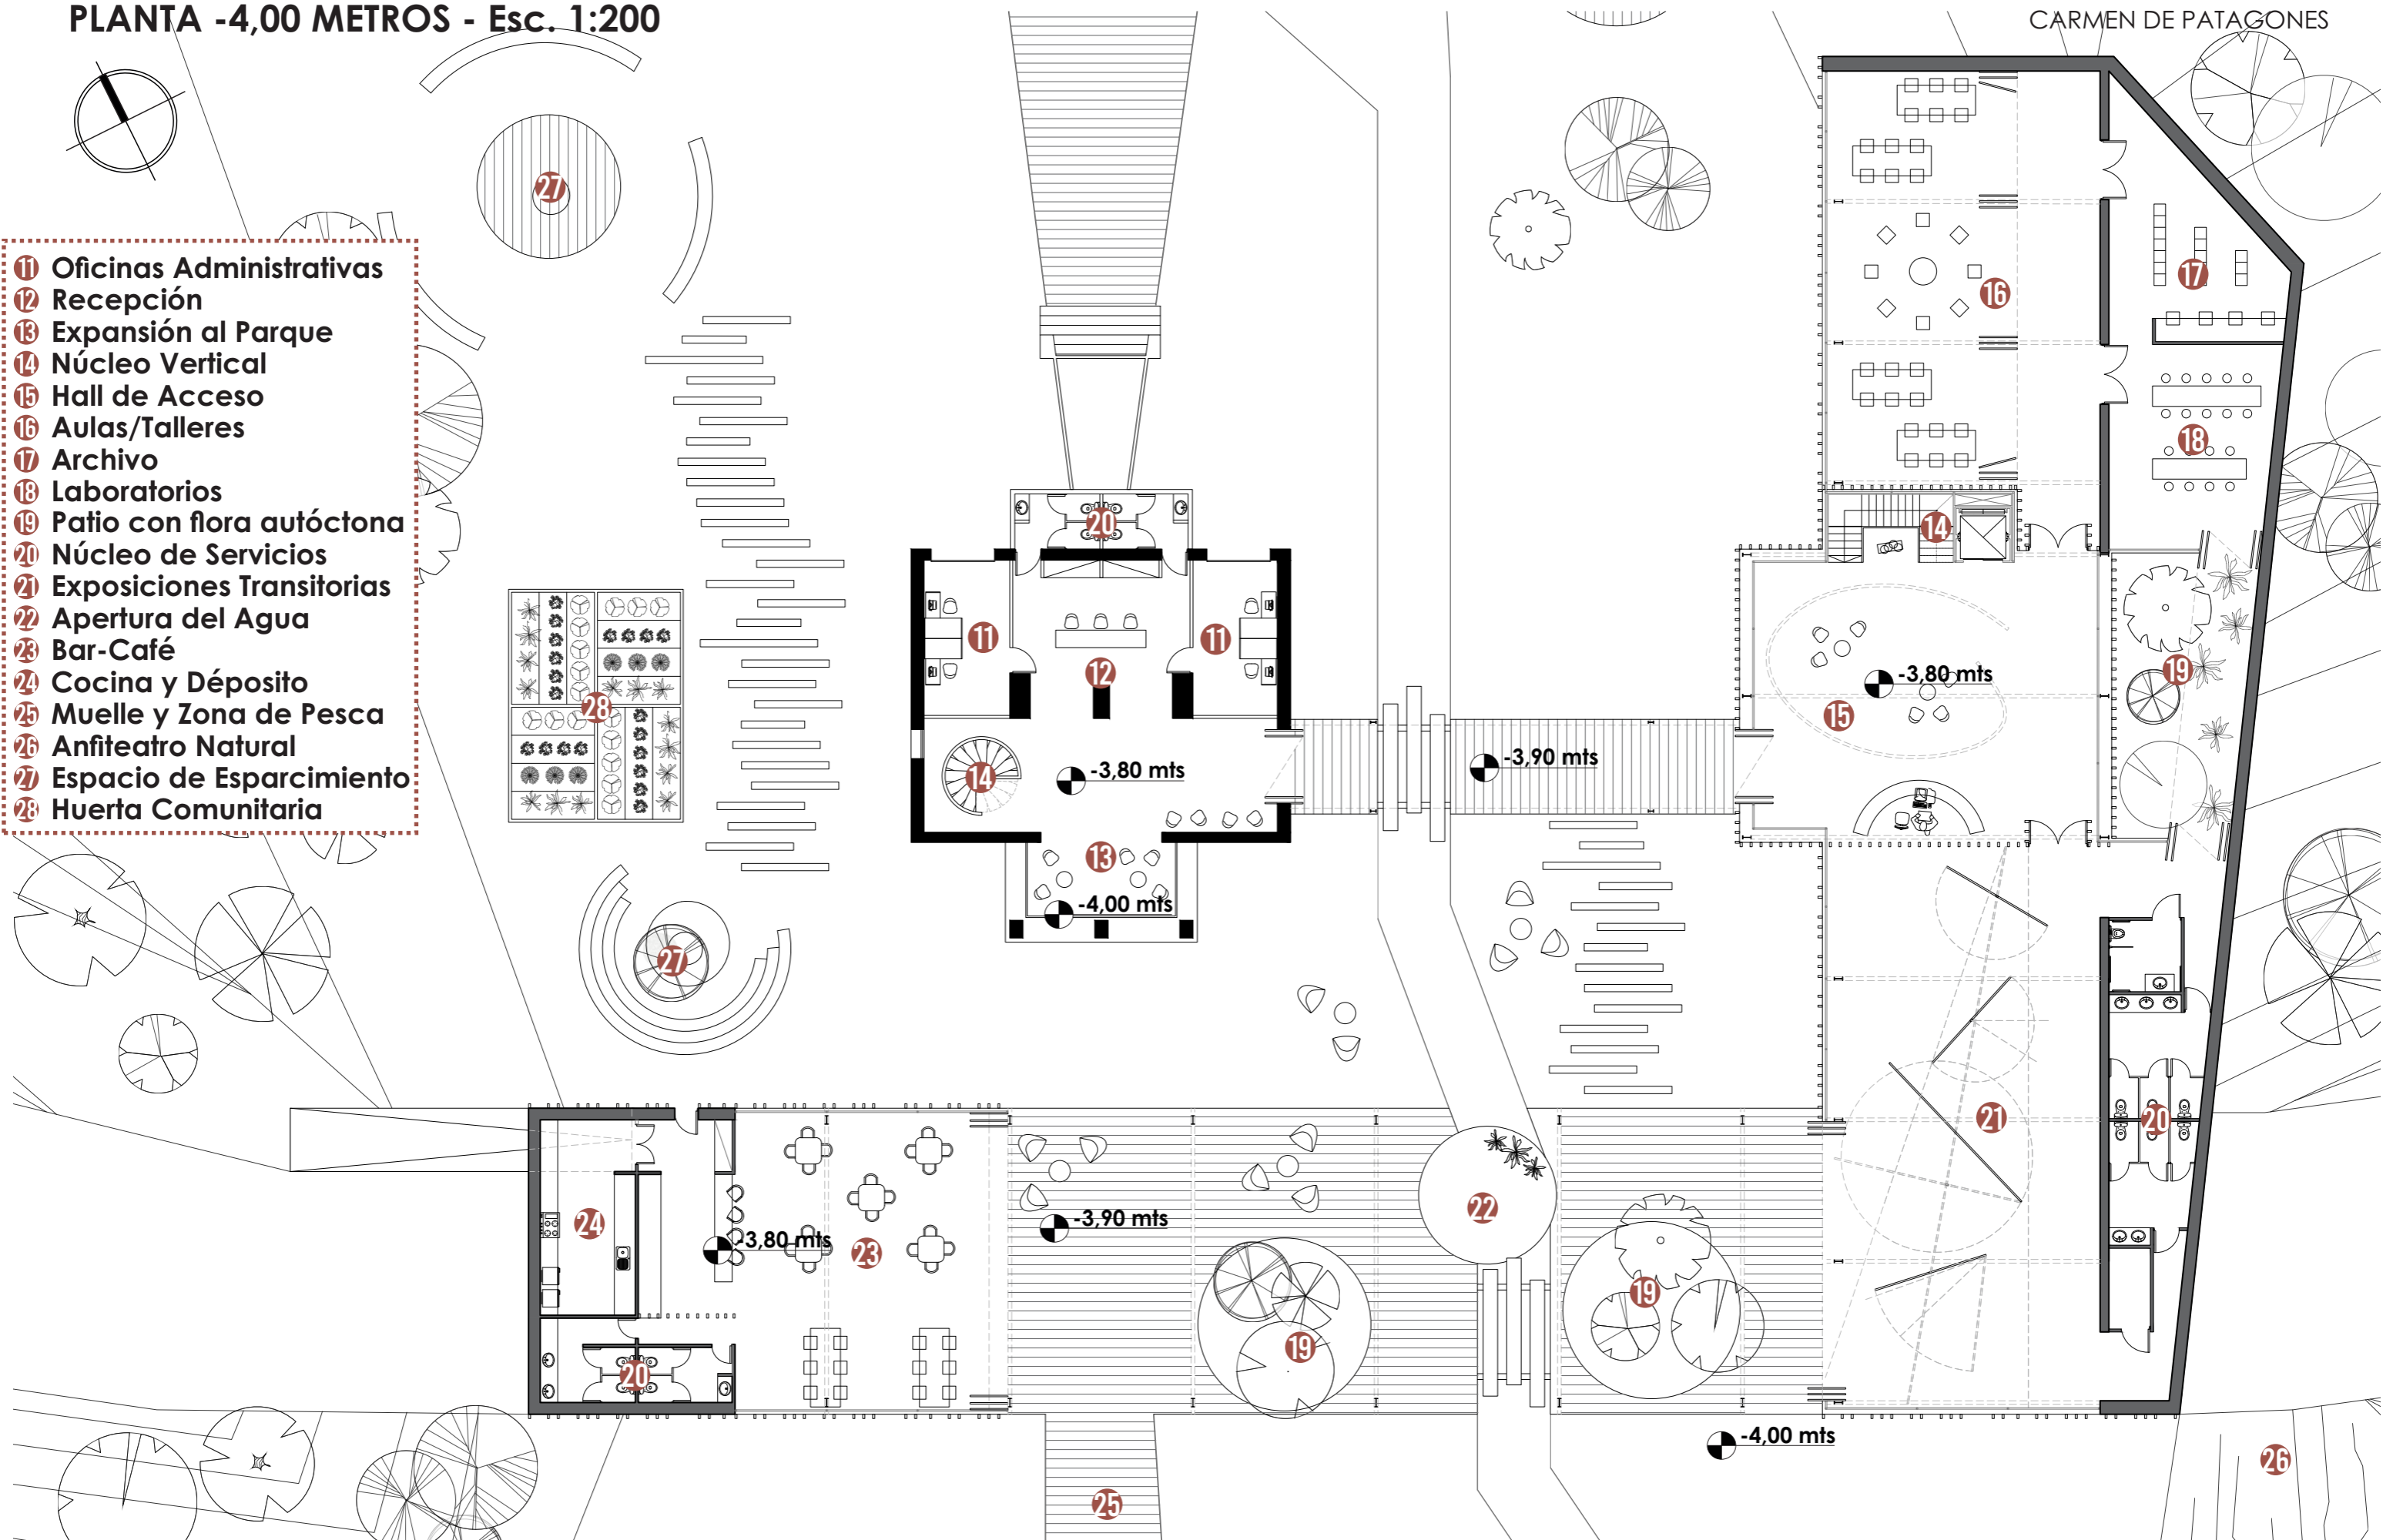 PLANTA -4,00 METROS - Esc. 1:200
CARMEN DE PATAGONES
11 Oficinas Administrativas
12 Recepción
13 Expansión al Parque
14 Núcleo Vertical
15 Hall de Acceso
16 Aulas/Talleres
17 Archivo
18 Laboratorios
19 Patio con flora autóctona
20 Núcleo de Servicios
21 Exposiciones Transitorias
22 Apertura del Agua
23 Bar-Café
24 Cocina y Déposito
25 Muelle y Zona de Pesca
26 Anfiteatro Natural
27 Espacio de Esparcimiento
28 Huerta Comunitaria
27
17
16
18
20
14
11
11
12
19
-3,80 mts
28
15
-3,90 mts
14
-3,80 mts
13
-4,00 mts
27
21
20
22
24
-3,90 mts
-3,80 mts
23
19
19
20
-4,00 mts
26
25